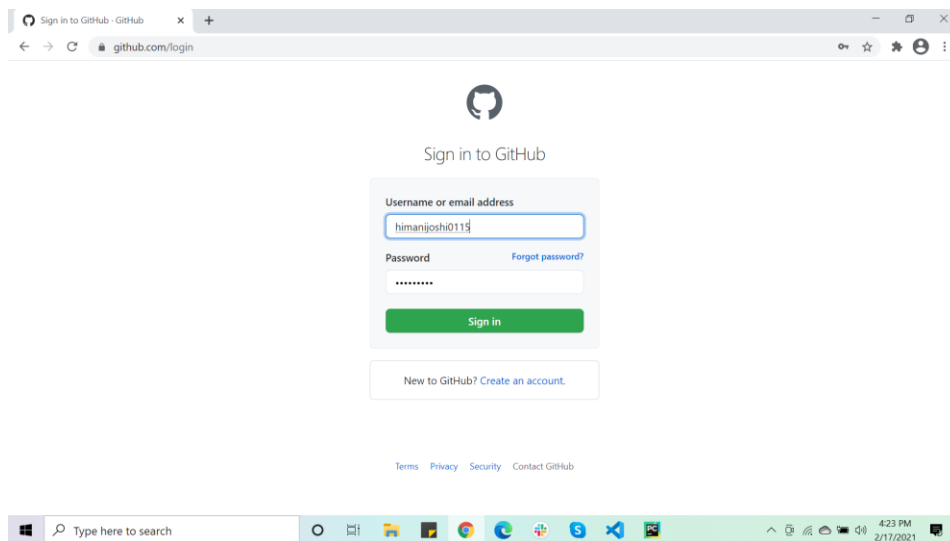 Sign in to GitHub · GitHub
github.com/login
Sign in to GitHub
Username or email address
himanijoshi0115
Password Forgot password?
Sign in
New to GitHub? Create an account.
Terms Privacy Security Contact GitHub
Type here to search
4:23 PM
2/17/2021